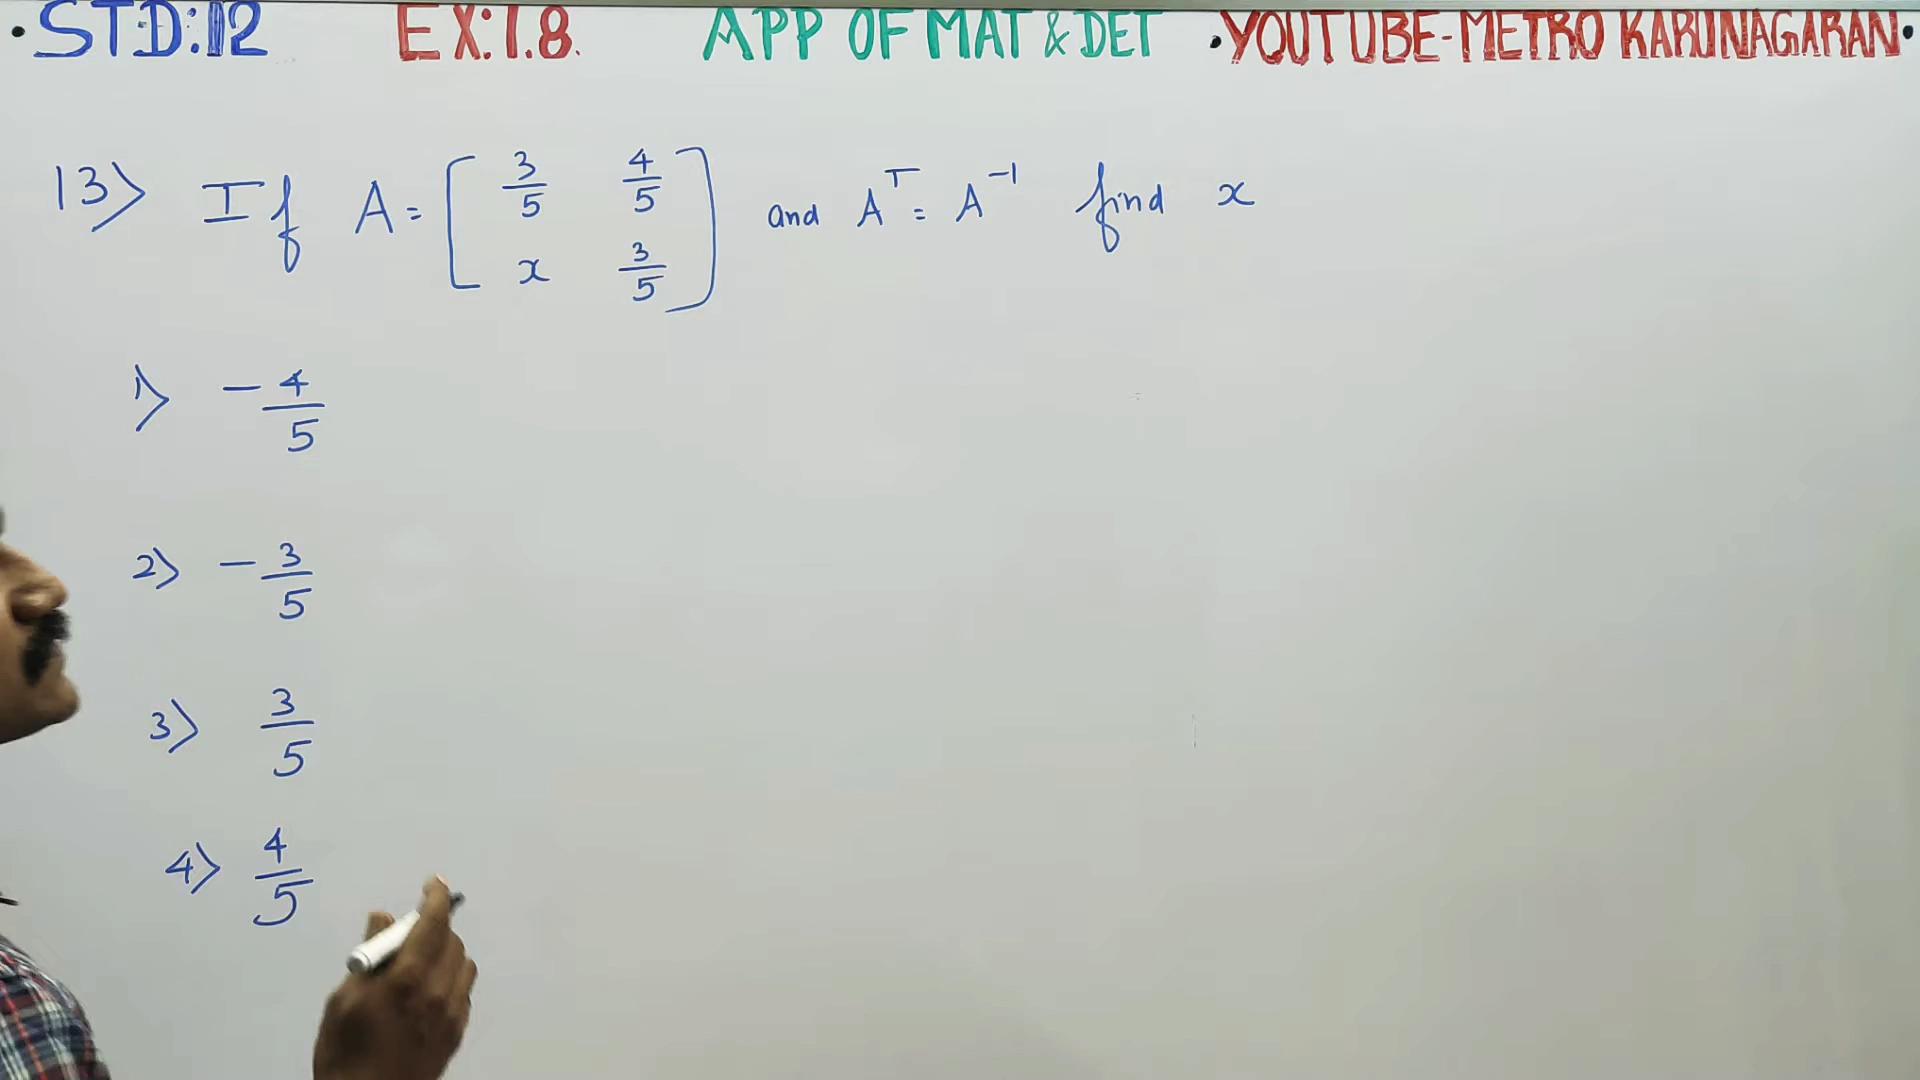 • STD:12 EX:1.8. APP OF MAT & DET • YOUTUBE-METRO KARUNAGARAN •
13) If A = [ 3/5 4/5 ; x 3/5 ] and A^T = A^-1 find x
1) - 4/5
2) - 3/5
3) 3/5
4) 4/5